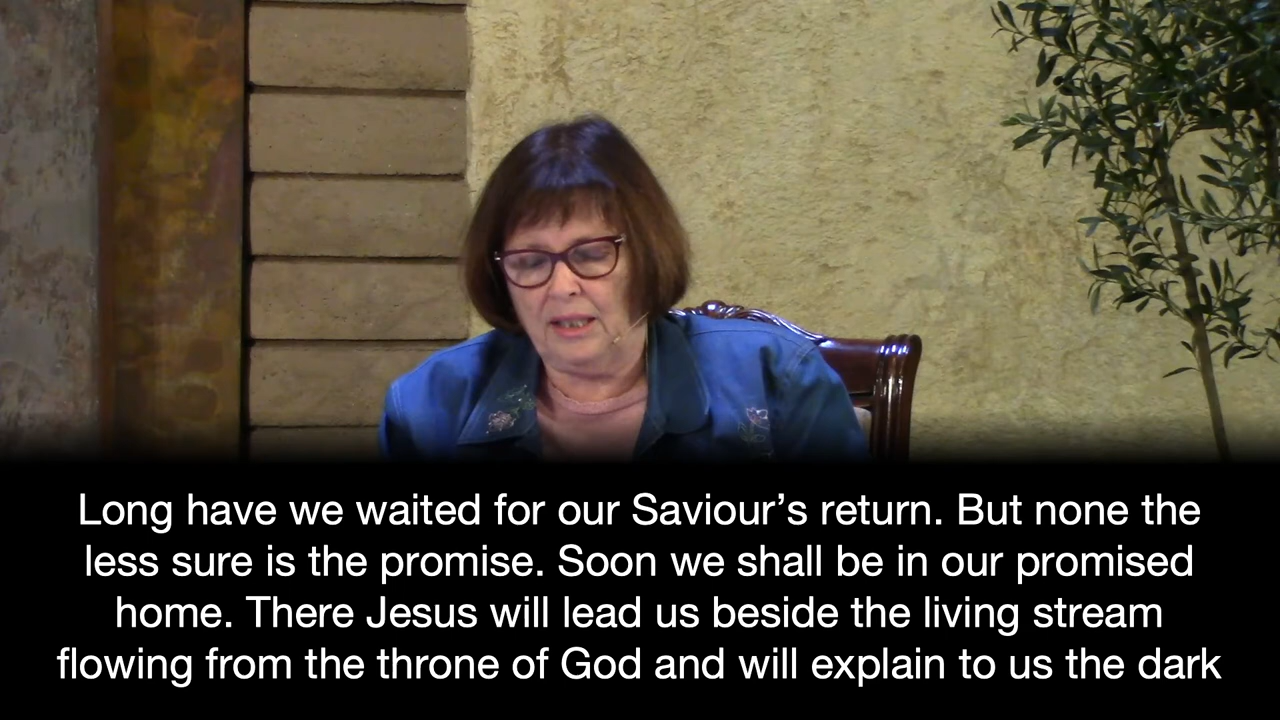 Long have we waited for our Saviour’s return. But none the
less sure is the promise. Soon we shall be in our promised
home. There Jesus will lead us beside the living stream
flowing from the throne of God and will explain to us the dark